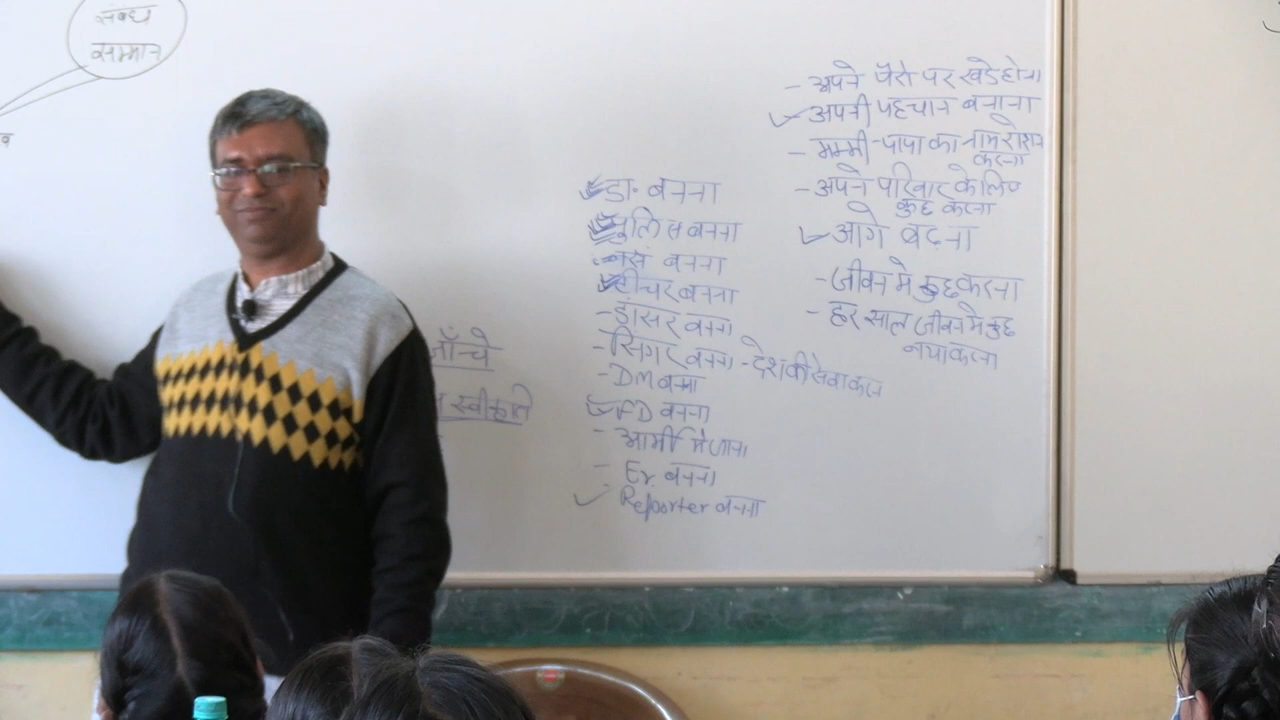 संबंध
सम्मान
व
जाँचे
स्वीकृति
- डा॰ बनना
पुलिस बनना
- नर्स बनना
टीचर बनना
- डांसर बनना
- सिंगर बनना - देश की सेवा करना
- DM बनना
बनना
- आर्मी में जाना
- Er. बनना
✓ Reporter बनना
- अपने पैरो पर खडे होना
✓ अपनी पहचान बनाना
- मम्मी-पापा का नाम रोशन
करना
- अपने परिवार के लिए
कुछ करना
✓ आगे बढ़ना
- जीवन मे कुछ करना
- हर साल जीवन मे कुछ
नया करना